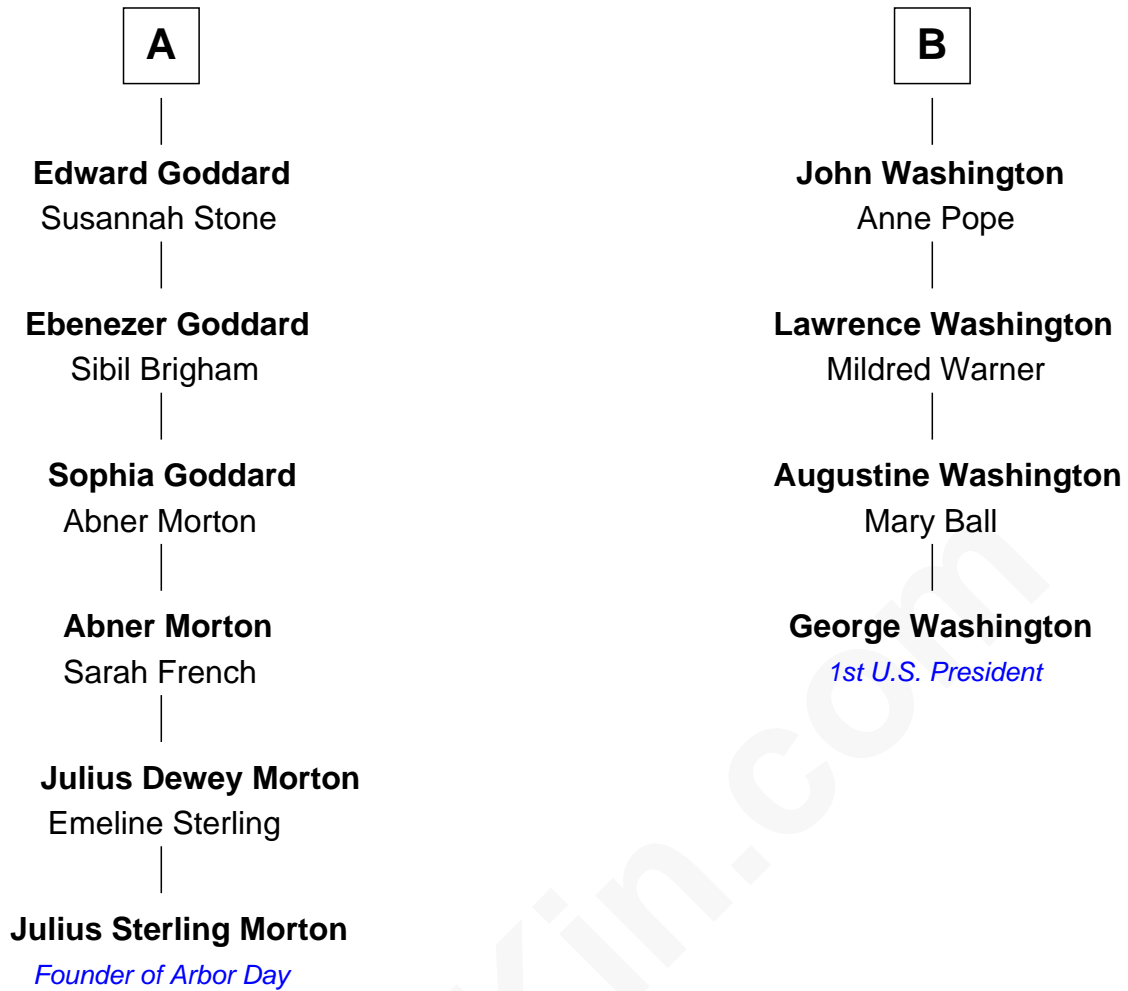 A
Edward Goddard
Susannah Stone
Ebenezer Goddard
Sibil Brigham
Sophia Goddard
Abner Morton
Abner Morton
Sarah French
Julius Dewey Morton
Emeline Sterling
Julius Sterling Morton
Founder of Arbor Day
B
John Washington
Anne Pope
Lawrence Washington
Mildred Warner
Augustine Washington
Mary Ball
George Washington
1st U.S. President
Kin.com